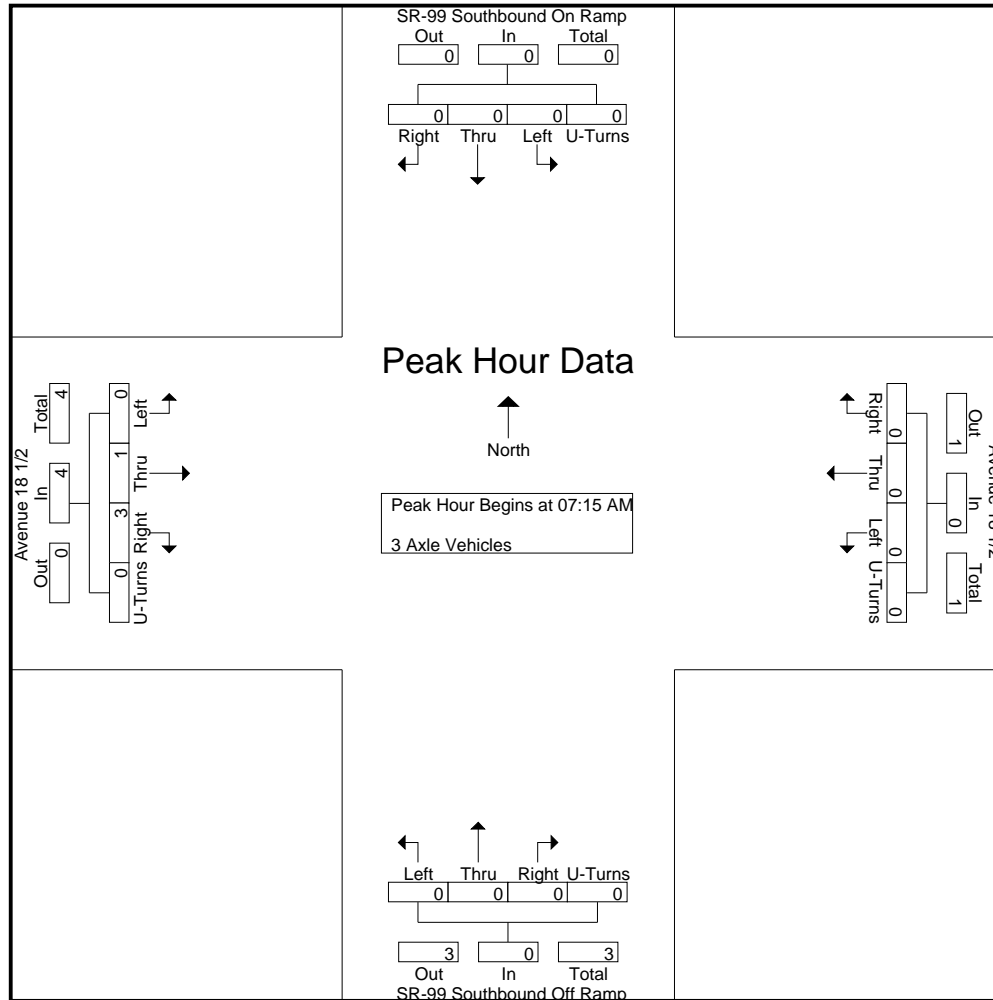 SR-99 Southbound On Ramp
Out In Total
0 0 0
0 0 0 0
Right Thru Left U-Turns
Peak Hour Data
North
Peak Hour Begins at 07:15 AM
3 Axle Vehicles
Avenue 18 1/2
Total In Out
4 4 0
0 1 3 0
Left Thru Right U-Turns
Right Thru Left U-Turns
0 0 0 0
1 0 1
Out In Total
Avenue 18 1/2
Left Thru Right U-Turns
0 0 0 0
3 0 3
Out In Total
SR-99 Southbound Off Ramp